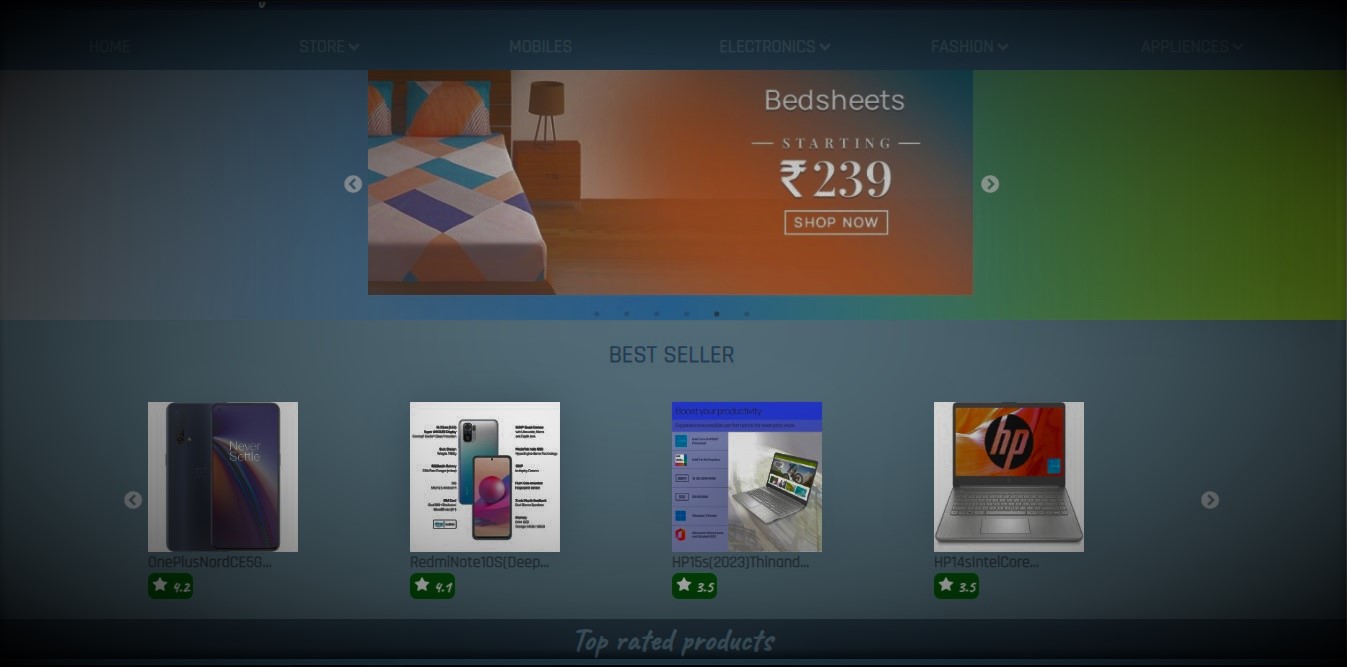 HOME STORE MOBILES ELECTRONICS FASHION APPLIENCES
Bedsheets
STARTING
₹239
SHOP NOW
BEST SELLER
Never
Settle
Boost your productivity
hp
OnePlusNordCE5G... RedmiNote10S(Deep... HP15s(2023)Thinand... HP14sIntelCore...
4.2 4.1 3.5 3.5
Top rated products